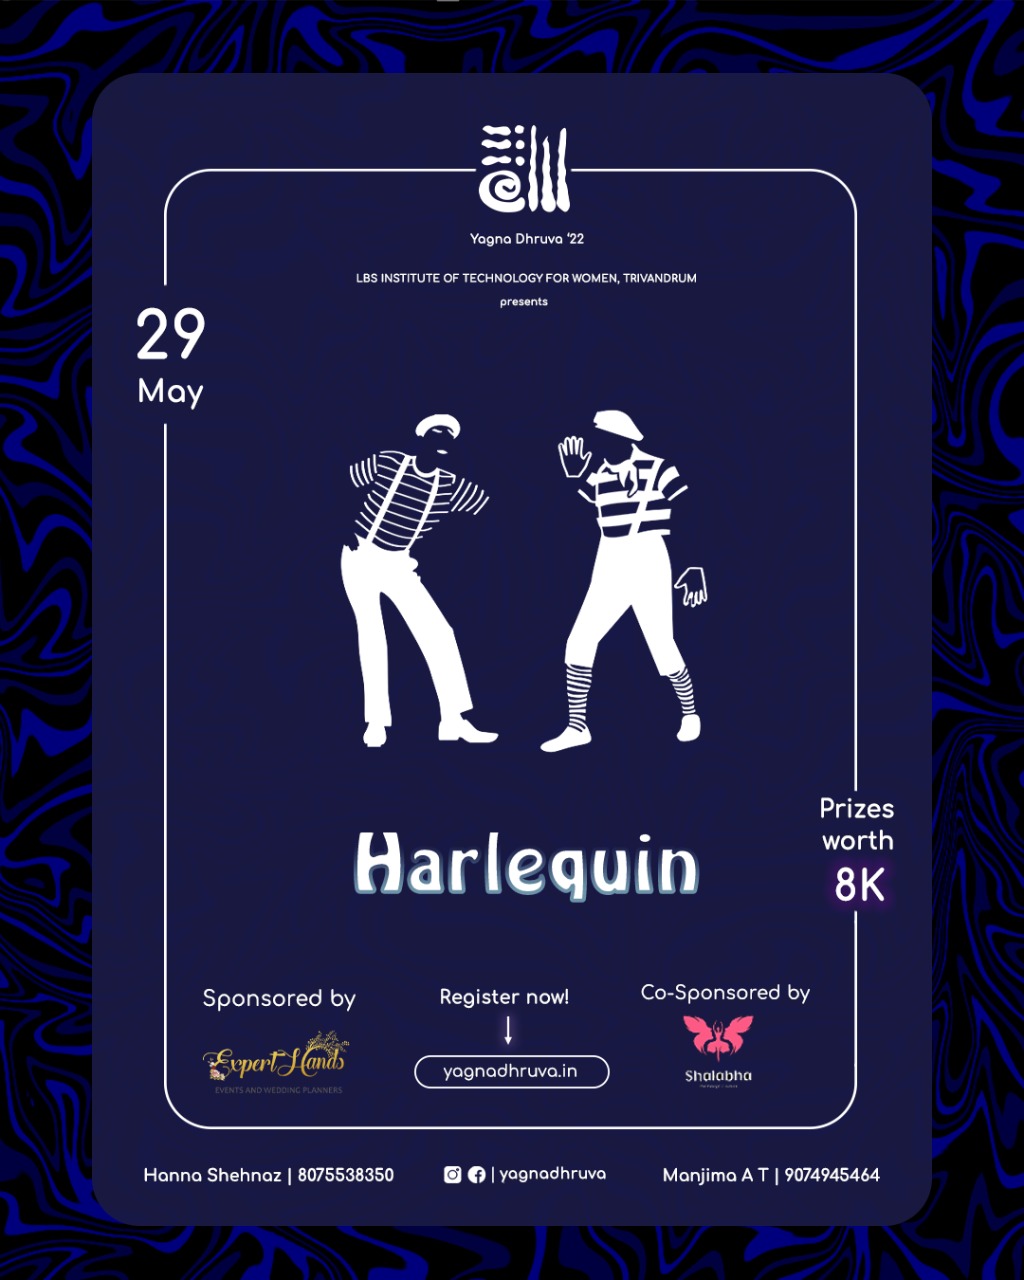 Yagna Dhruva ‘22
LBS INSTITUTE OF TECHNOLOGY FOR WOMEN, TRIVANDRUM
presents
29
May
Harlequin
Prizes
worth
8K
Sponsored by
Expert Hands
EVENTS AND WEDDING PLANNERS
Register now!
yagnadhruva.in
Co-Sponsored by
Shalabha
Hanna Shehnaz | 8075538350
| yagnadhruva
Manjima A T | 9074945464